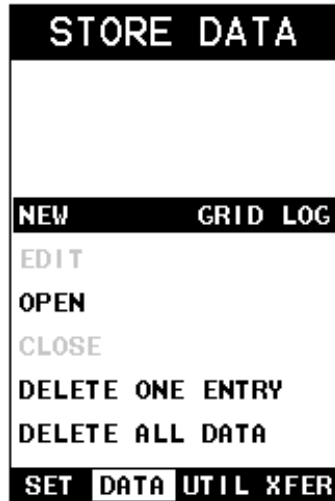 STORE DATA
NEW GRID LOG
EDIT
OPEN
CLOSE
DELETE ONE ENTRY
DELETE ALL DATA
SET DATA UTIL XFER